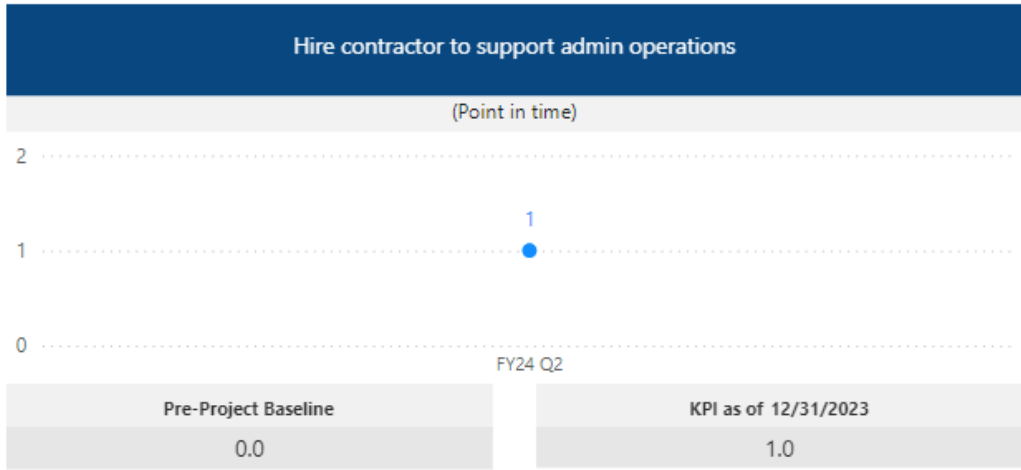 Hire contractor to support admin operations
(Point in time)
2
1
1
0
FY24 Q2
Pre-Project Baseline
KPI as of 12/31/2023
0.0
1.0